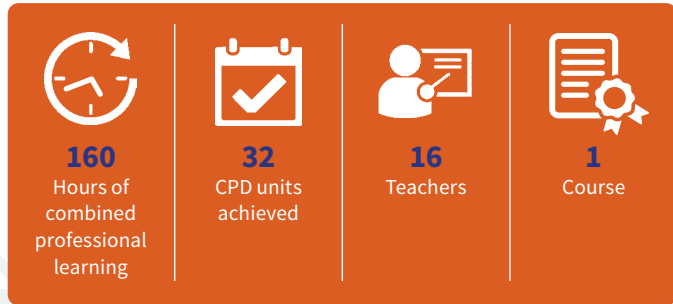 160
Hours of
combined
professional
learning
32
CPD units
achieved
16
Teachers
1
Course